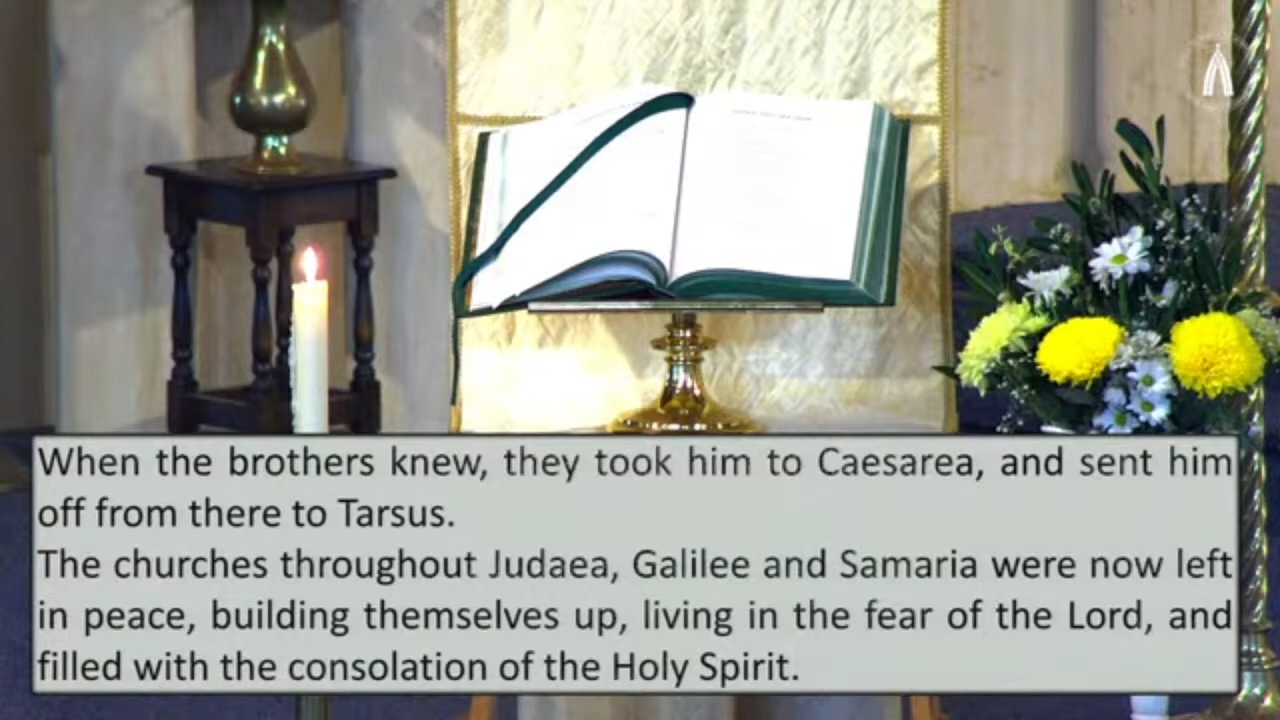 When the brothers knew, they took him to Caesarea, and sent him
off from there to Tarsus.
The churches throughout Judaea, Galilee and Samaria were now left
in peace, building themselves up, living in the fear of the Lord, and
filled with the consolation of the Holy Spirit.